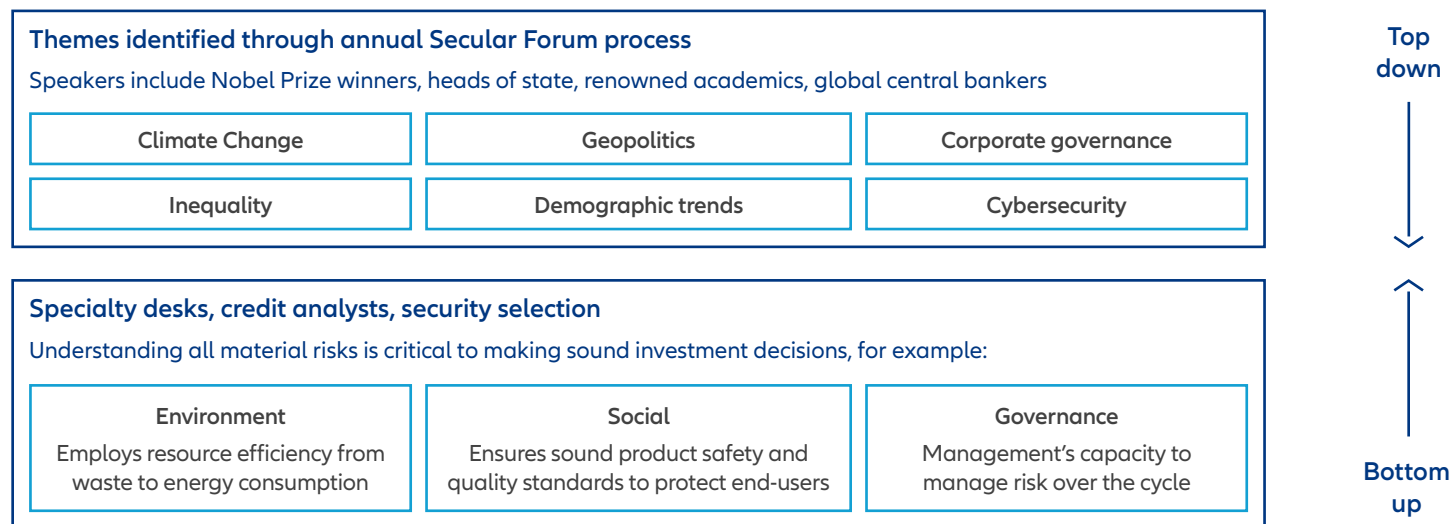 Themes identified through annual Secular Forum process
Speakers include Nobel Prize winners, heads of state, renowned academics, global central bankers
Climate Change
Geopolitics
Corporate governance
Inequality
Demographic trends
Cybersecurity
Top
down
Specialty desks, credit analysts, security selection
Understanding all material risks is critical to making sound investment decisions, for example:
Environment
Employs resource efficiency from
waste to energy consumption
Social
Ensures sound product safety and
quality standards to protect end-users
Governance
Management’s capacity to
manage risk over the cycle
Bottom
up